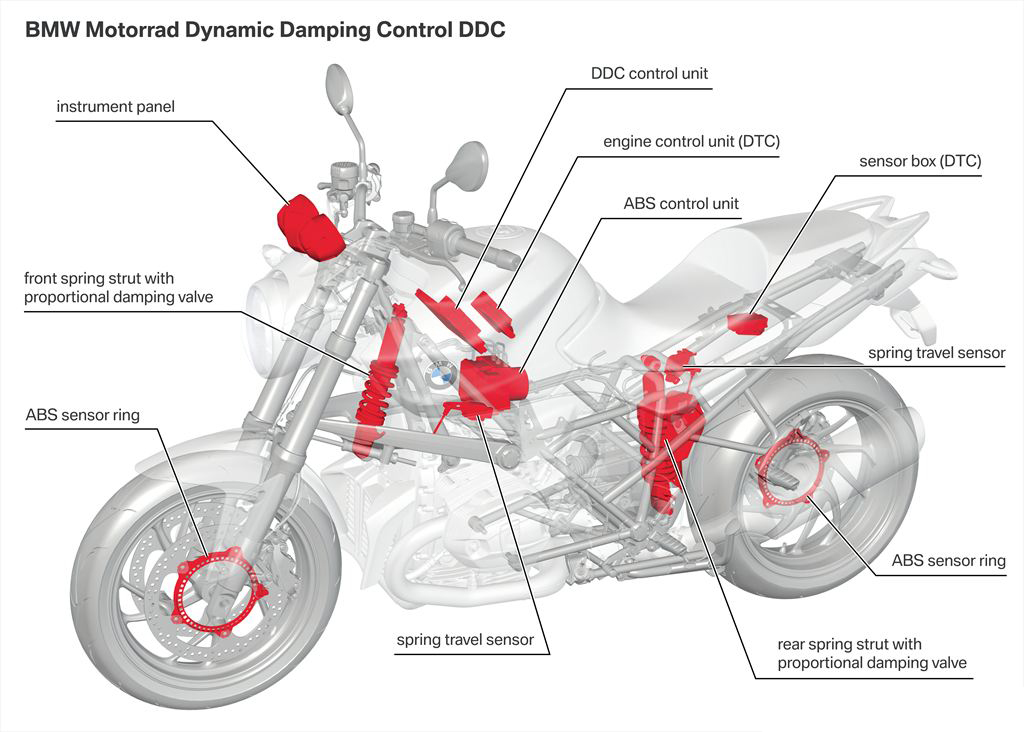 BMW Motorrad Dynamic Damping Control DDC
DDC control unit
instrument panel
engine control unit (DTC)
sensor box (DTC)
ABS control unit
front spring strut with
proportional damping valve
spring travel sensor
ABS sensor ring
ABS sensor ring
spring travel sensor
rear spring strut with
proportional damping valve
BMW